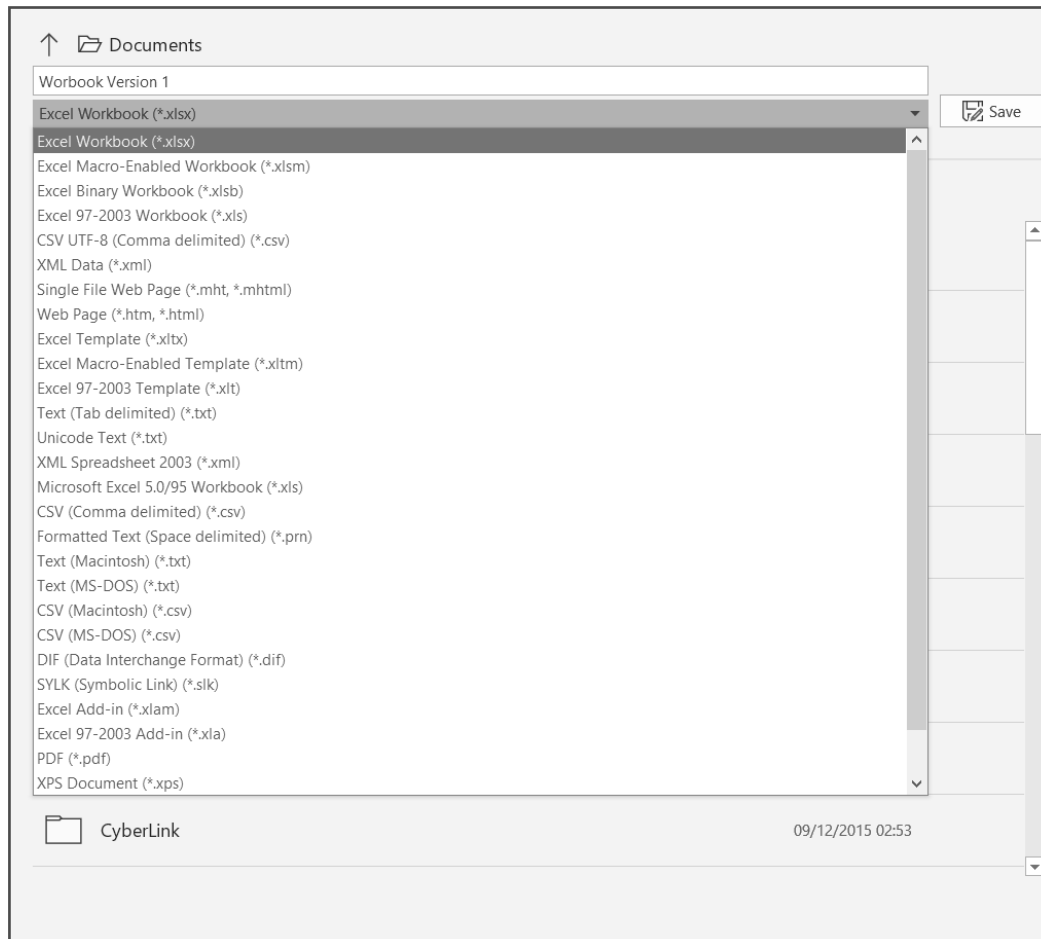 Documents
Worbook Version 1
Excel Workbook (*.xlsx)
Save
Excel Workbook (*.xlsx)
Excel Macro-Enabled Workbook (*.xlsm)
Excel Binary Workbook (*.xlsb)
Excel 97-2003 Workbook (*.xls)
CSV UTF-8 (Comma delimited) (*.csv)
XML Data (*.xml)
Single File Web Page (*.mht, *.mhtml)
Web Page (*.htm, *.html)
Excel Template (*.xltx)
Excel Macro-Enabled Template (*.xltm)
Excel 97-2003 Template (*.xlt)
Text (Tab delimited) (*.txt)
Unicode Text (*.txt)
XML Spreadsheet 2003 (*.xml)
Microsoft Excel 5.0/95 Workbook (*.xls)
CSV (Comma delimited) (*.csv)
Formatted Text (Space delimited) (*.prn)
Text (Macintosh) (*.txt)
Text (MS-DOS) (*.txt)
CSV (Macintosh) (*.csv)
CSV (MS-DOS) (*.csv)
DIF (Data Interchange Format) (*.dif)
SYLK (Symbolic Link) (*.slk)
Excel Add-in (*.xlam)
Excel 97-2003 Add-in (*.xla)
PDF (*.pdf)
XPS Document (*.xps)
CyberLink 09/12/2015 02:53